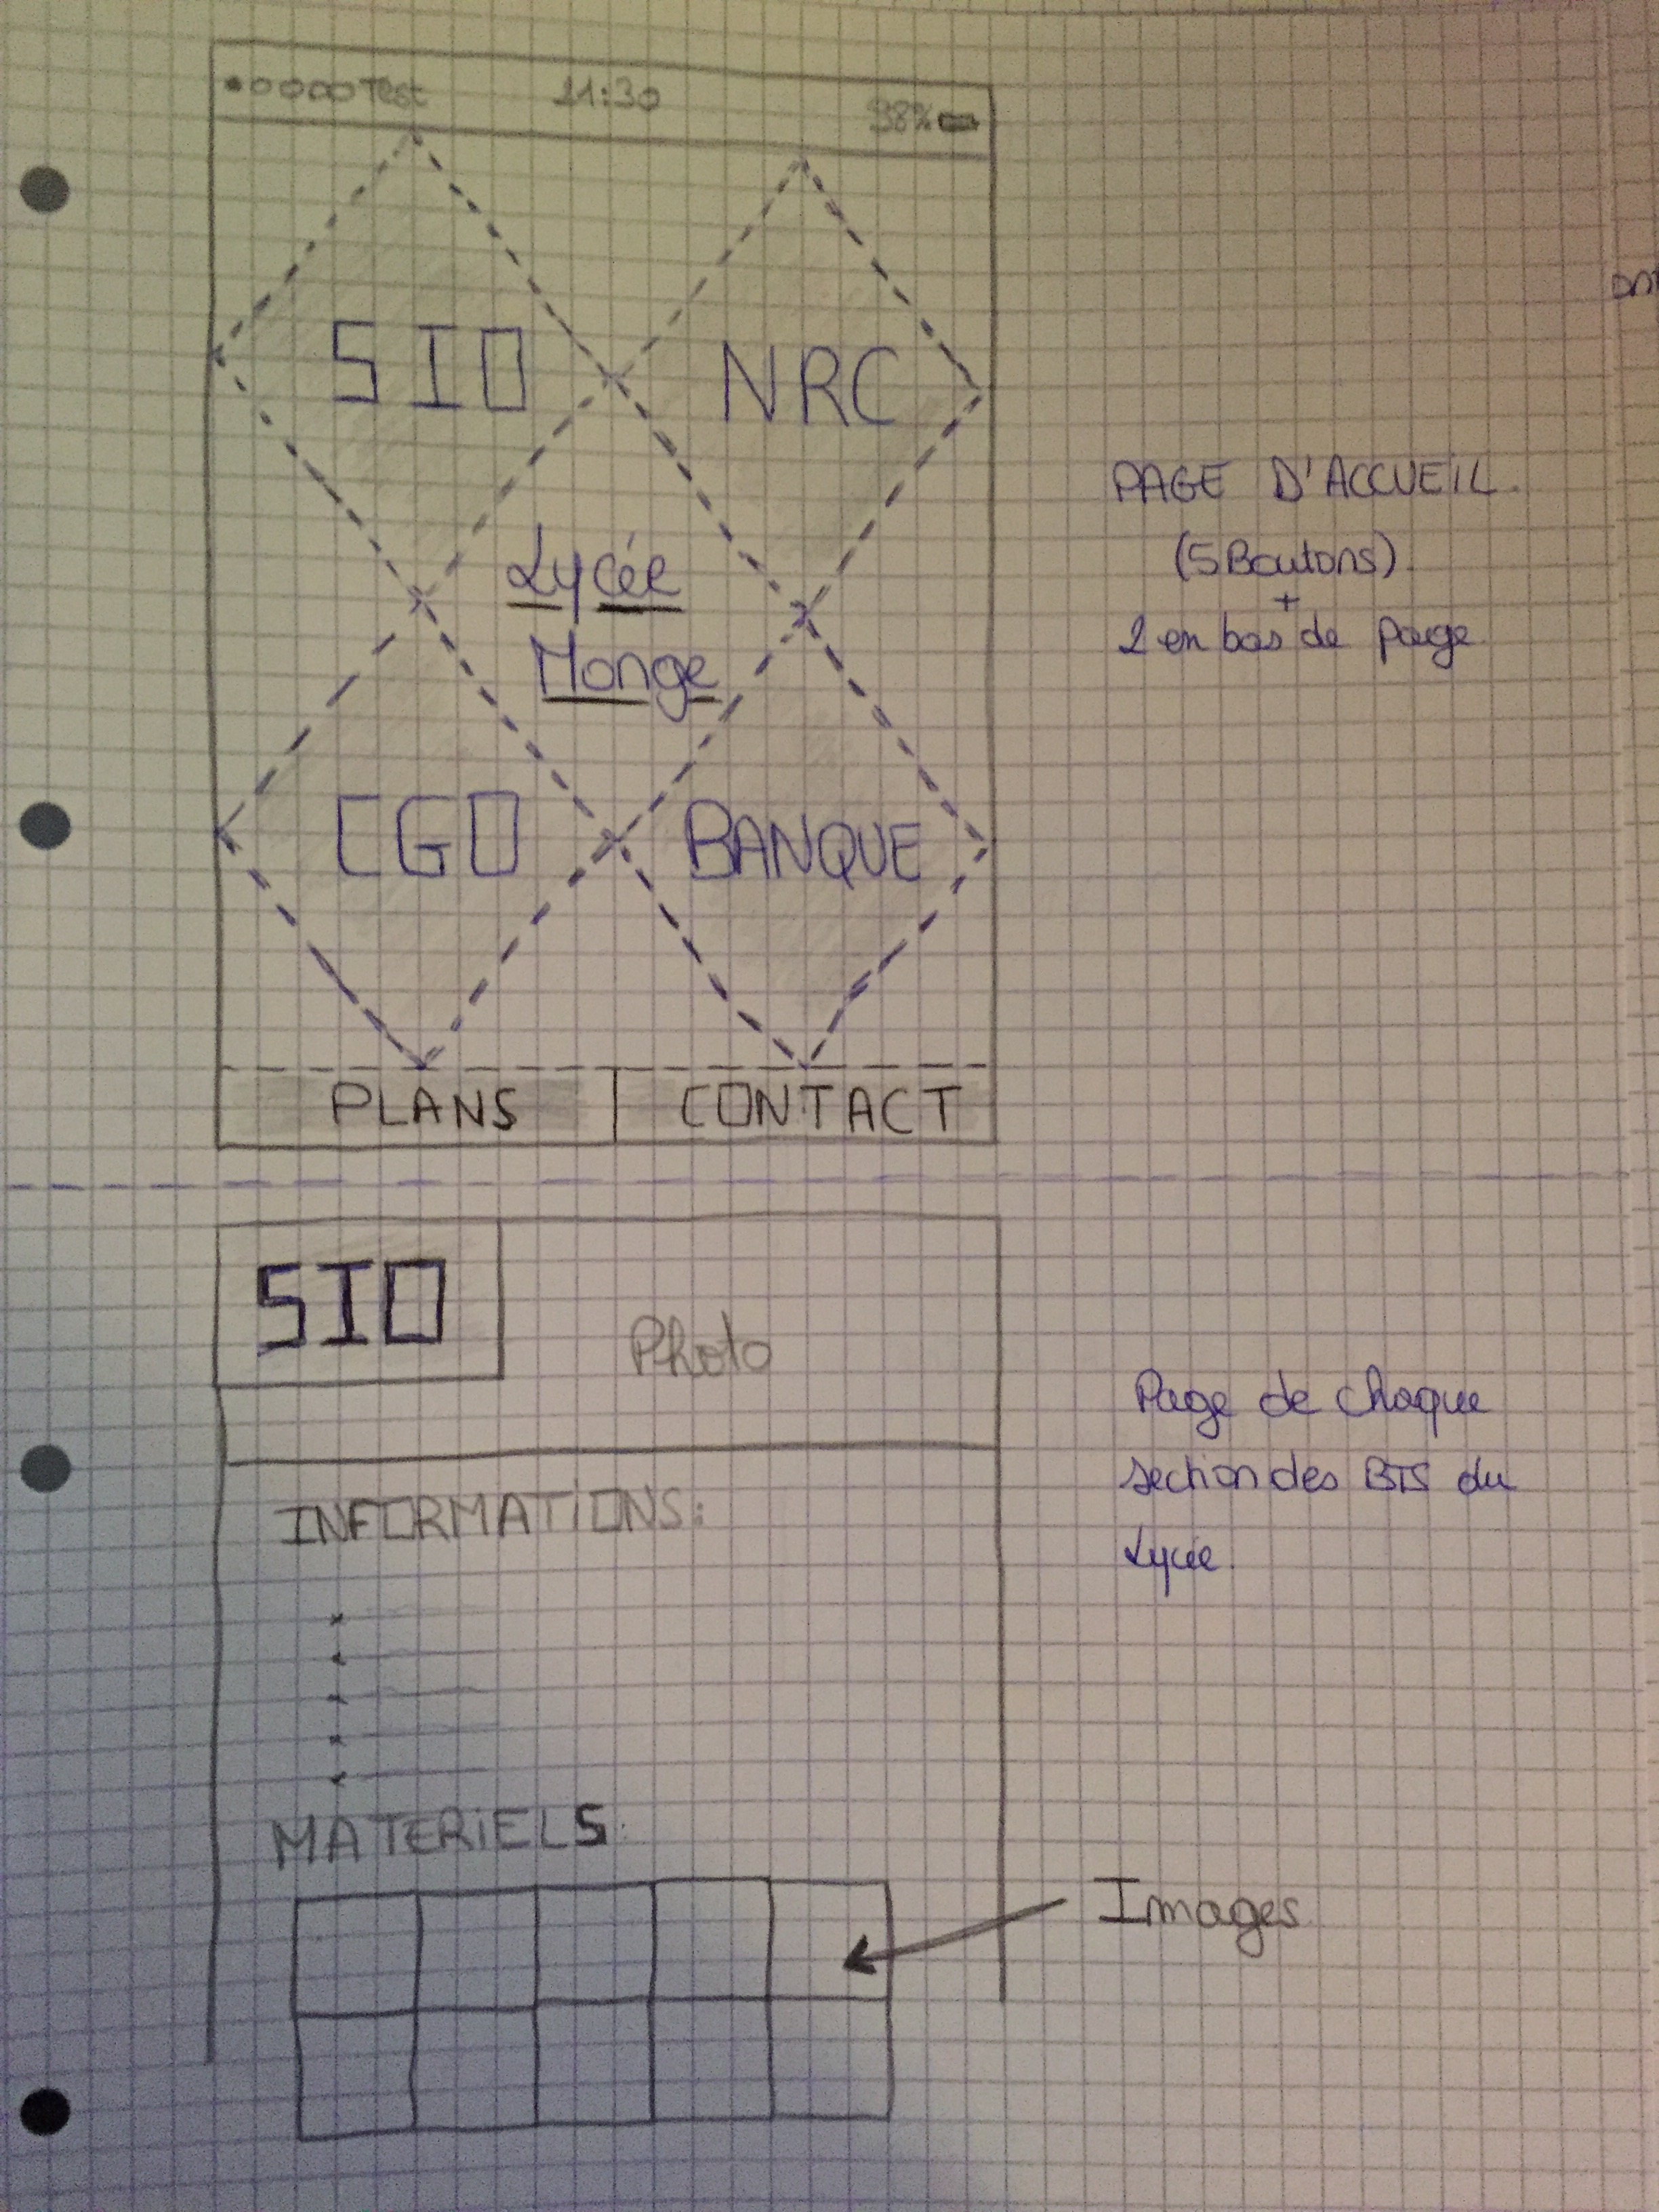 Test 11:30 98%
SIO NRC
PAGE D'ACCUEIL.
(5 Boutons).
+
2 en bas de page
Lycée
Monge
CGO BANQUE
PLANS CONTACT
SIO
Photo
Page de chaque
section des BTS du
Lycée.
INFORMATIONS:
MATERIELS
Images